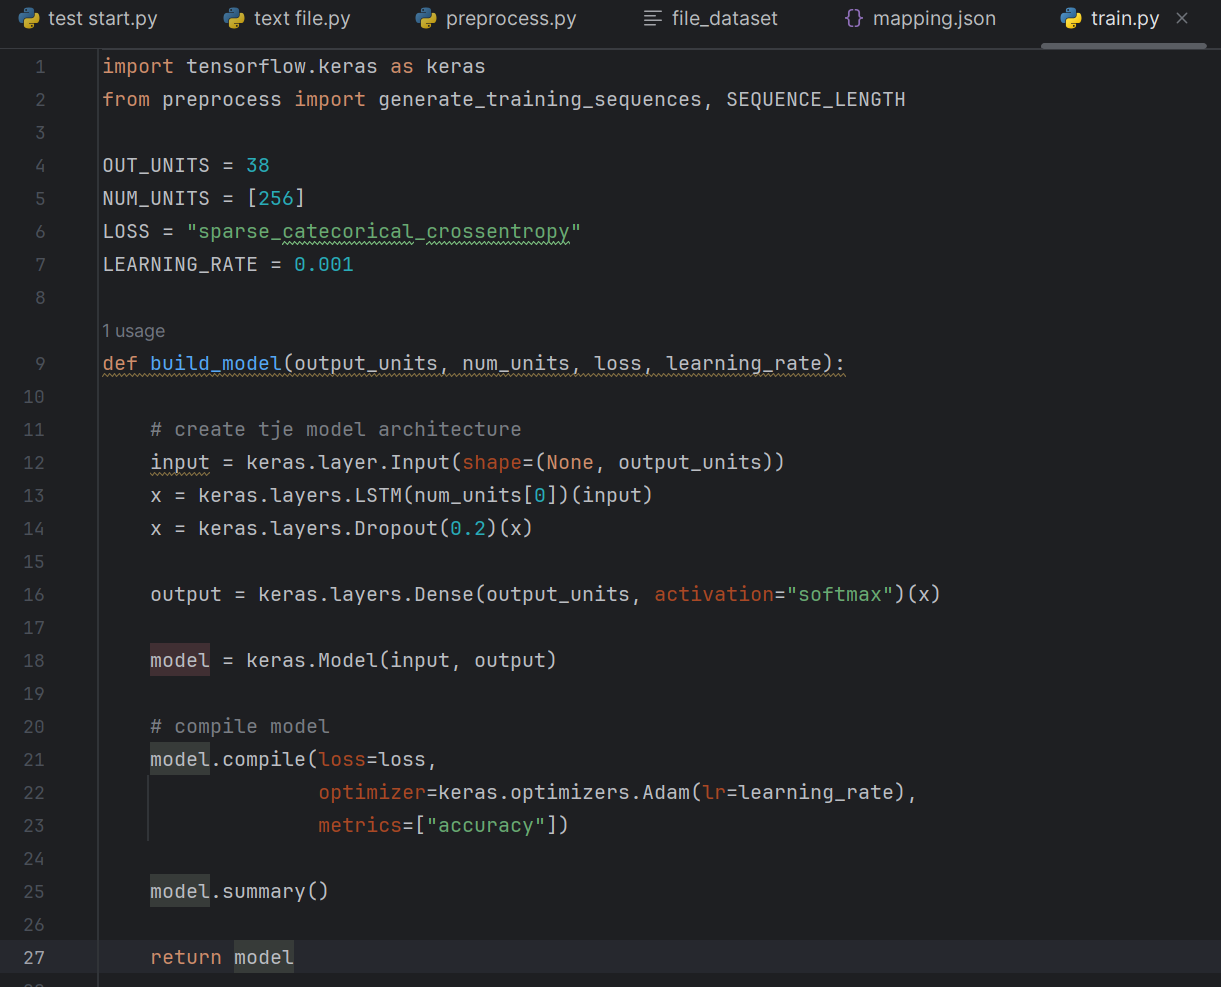 test start.py text file.py preprocess.py file_dataset mapping.json train.py
1 import tensorflow.keras as keras
2 from preprocess import generate_training_sequences, SEQUENCE_LENGTH
3
4 OUT_UNITS = 38
5 NUM_UNITS = [256]
6 LOSS = "sparse_catecorical_crossentropy"
7 LEARNING_RATE = 0.001
8
1 usage
9 def build_model(output_units, num_units, loss, learning_rate):
10
11     # create tje model architecture
12     input = keras.layer.Input(shape=(None, output_units))
13     x = keras.layers.LSTM(num_units[0])(input)
14     x = keras.layers.Dropout(0.2)(x)
15
16     output = keras.layers.Dense(output_units, activation="softmax")(x)
17
18     model = keras.Model(input, output)
19
20     # compile model
21     model.compile(loss=loss,
22                   optimizer=keras.optimizers.Adam(lr=learning_rate),
23                   metrics=["accuracy"])
24
25     model.summary()
26
27     return model